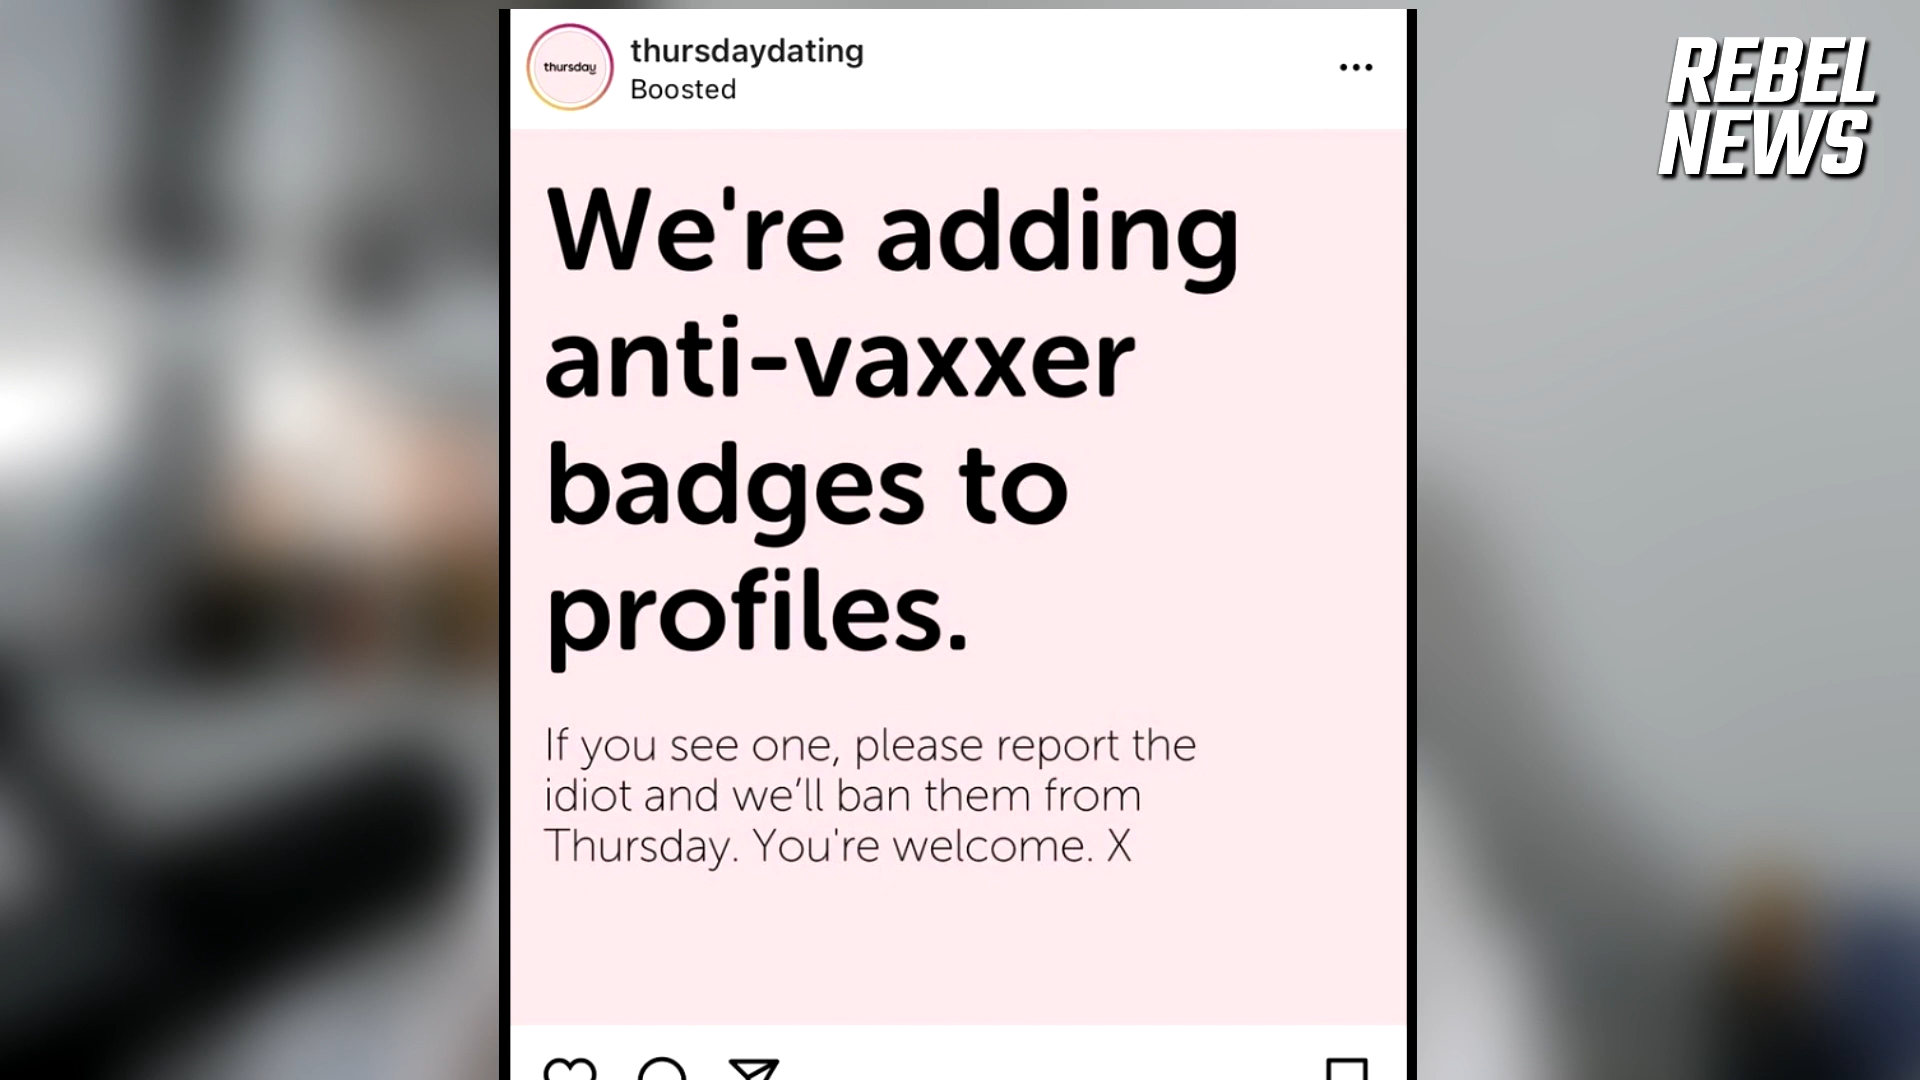 thursday
thursdaydating
Boosted
REBEL
NEWS
We're adding
anti-vaxxer
badges to
profiles.
If you see one, please report the
idiot and we’ll ban them from
Thursday. You're welcome. X